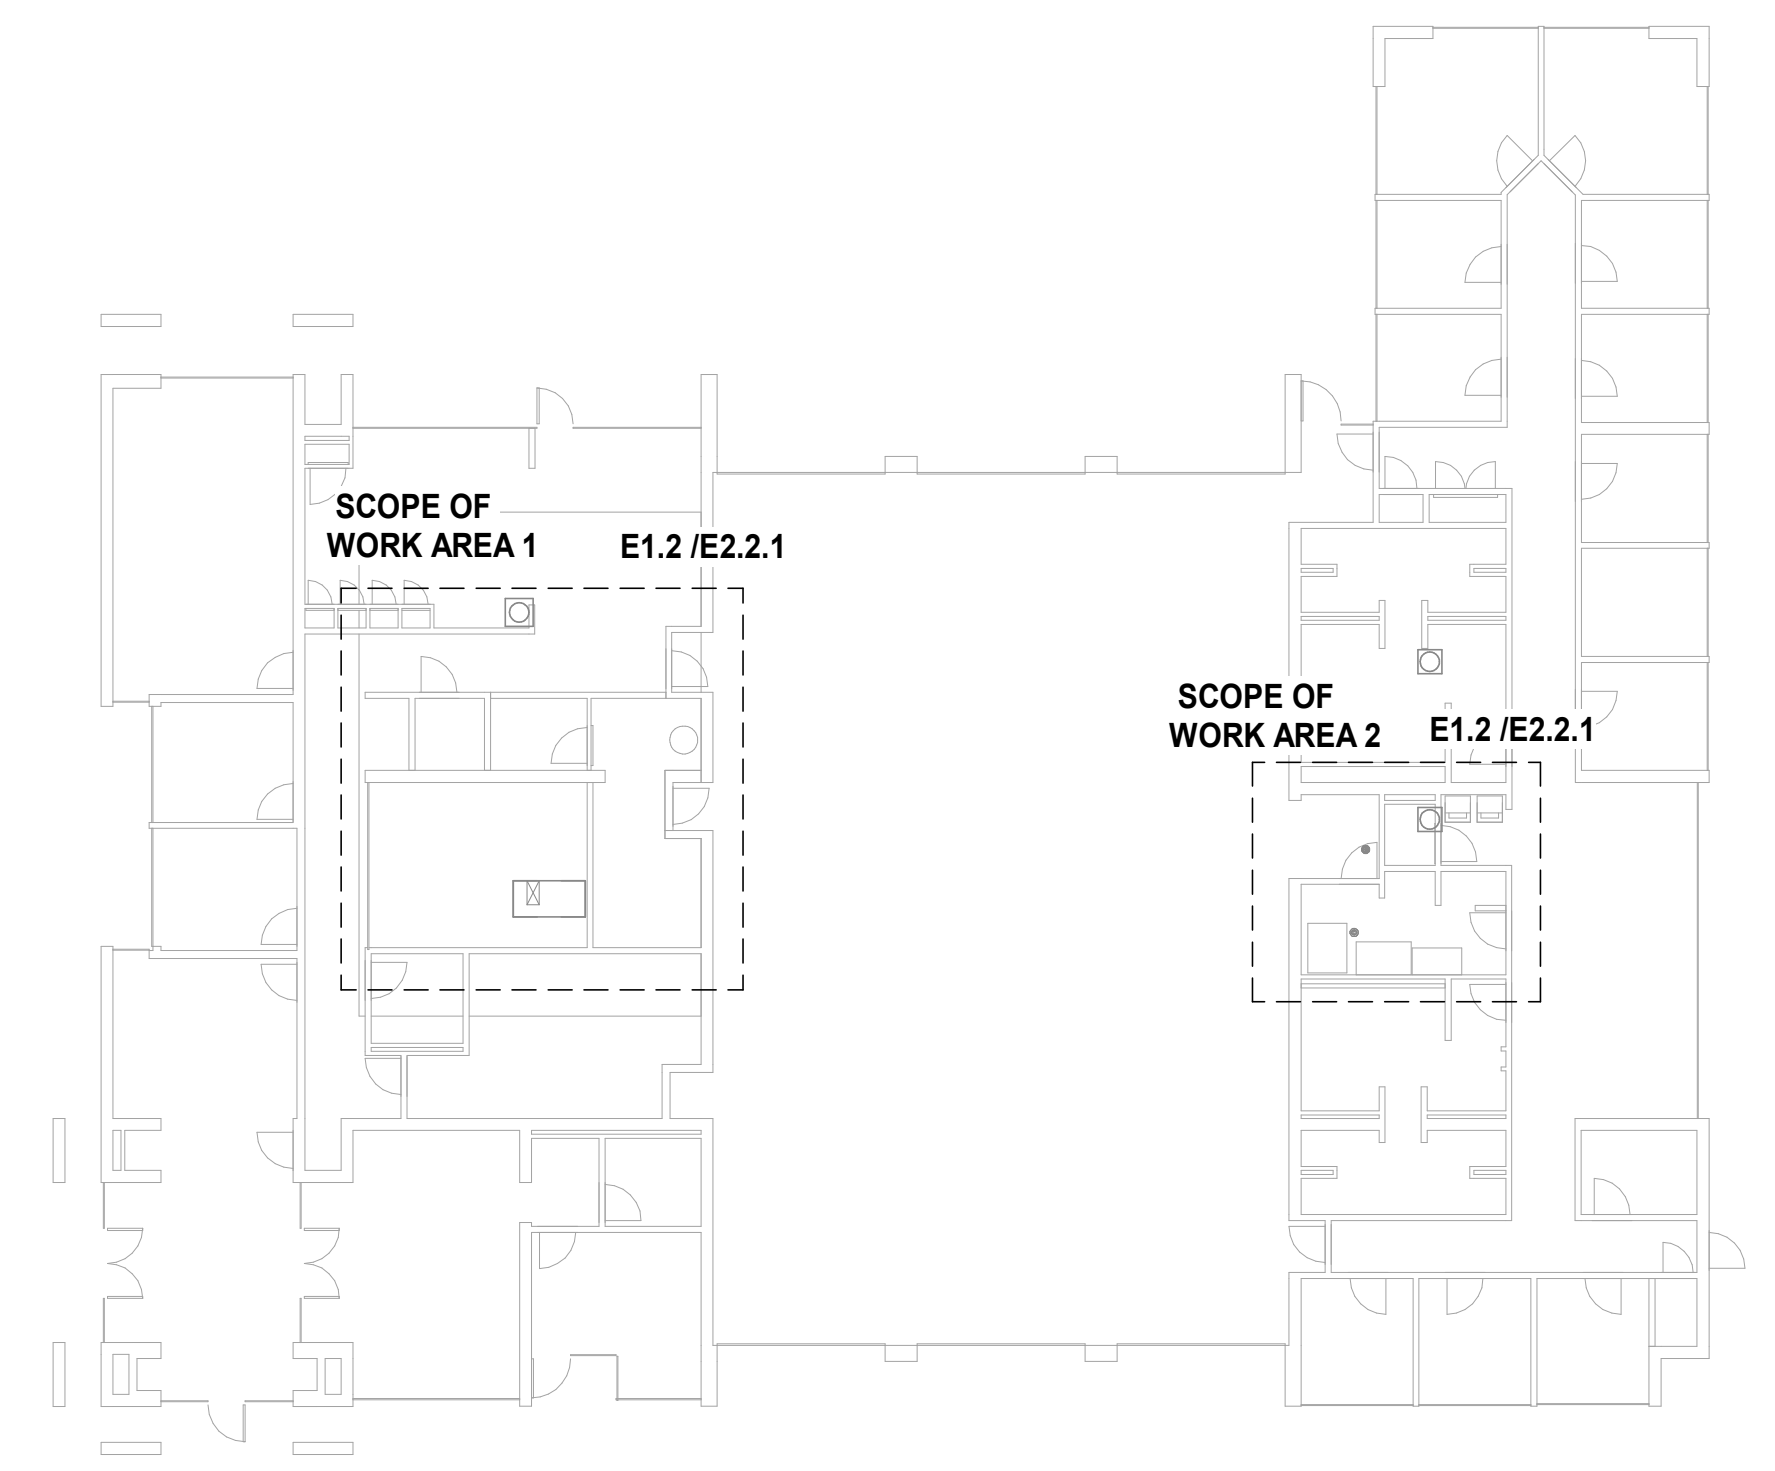 SCOPE OF
WORK AREA 1
E1.2 /E2.2.1
SCOPE OF
WORK AREA 2
E1.2 /E2.2.1